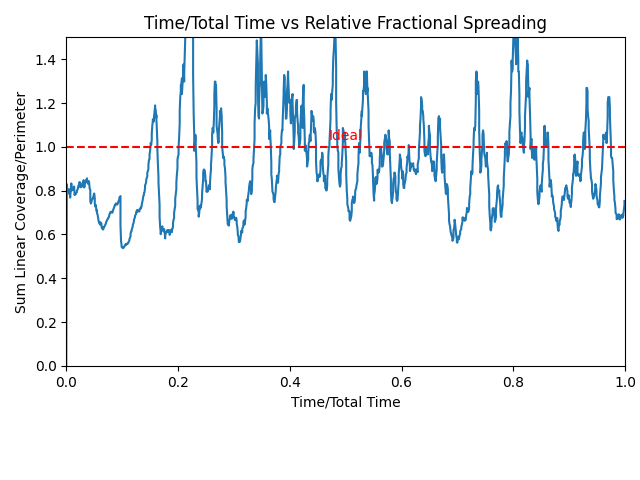 Time/Total Time vs Relative Fractional Spreading
Sum Linear Coverage/Perimeter
1.4
1.2
1.0
0.8
0.6
0.4
0.2
0.0
Ideal
0.0 0.2 0.4 0.6 0.8 1.0
Time/Total Time